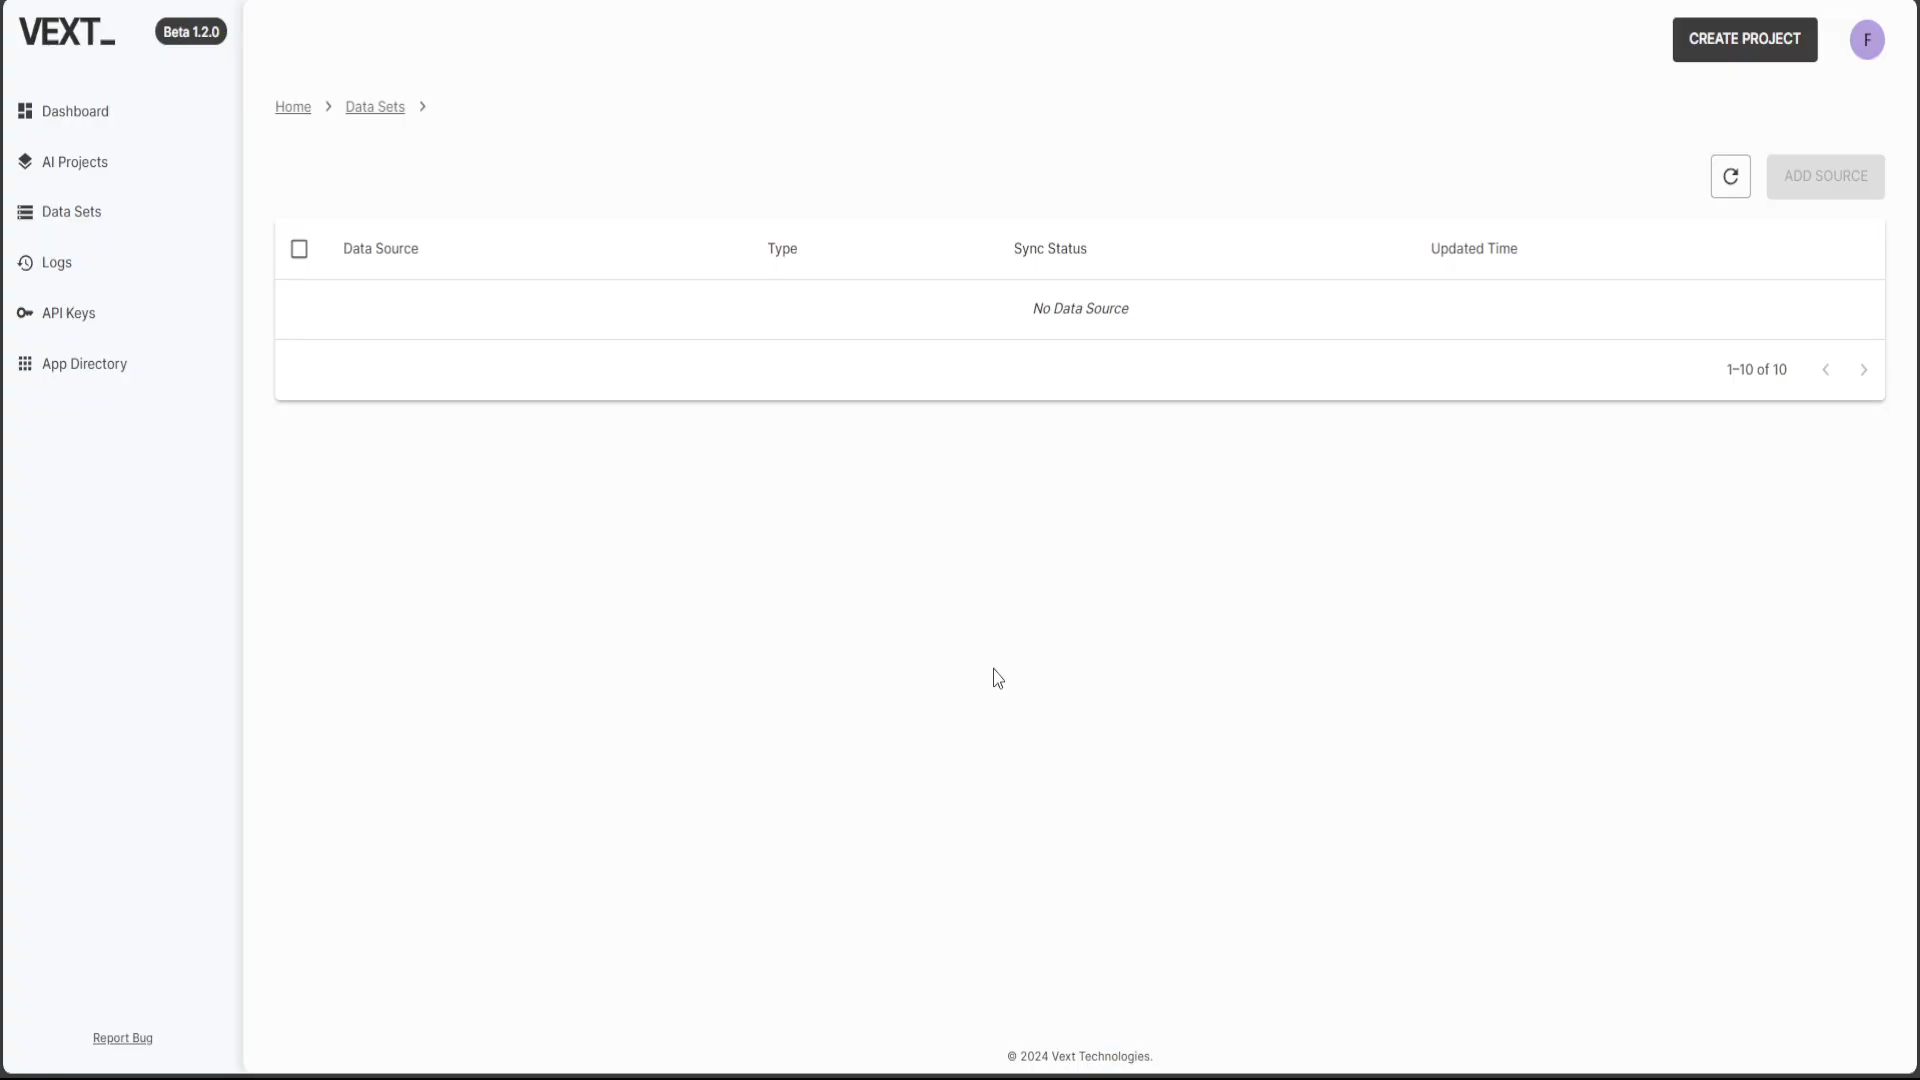 VEXT_
Beta 1.2.0
CREATE PROJECT
F
Dashboard
AI Projects
Data Sets
Logs
API Keys
App Directory
Report Bug
Home > Data Sets >
ADD SOURCE
Data Source Type Sync Status Updated Time
No Data Source
1–10 of 10
© 2024 Vext Technologies.